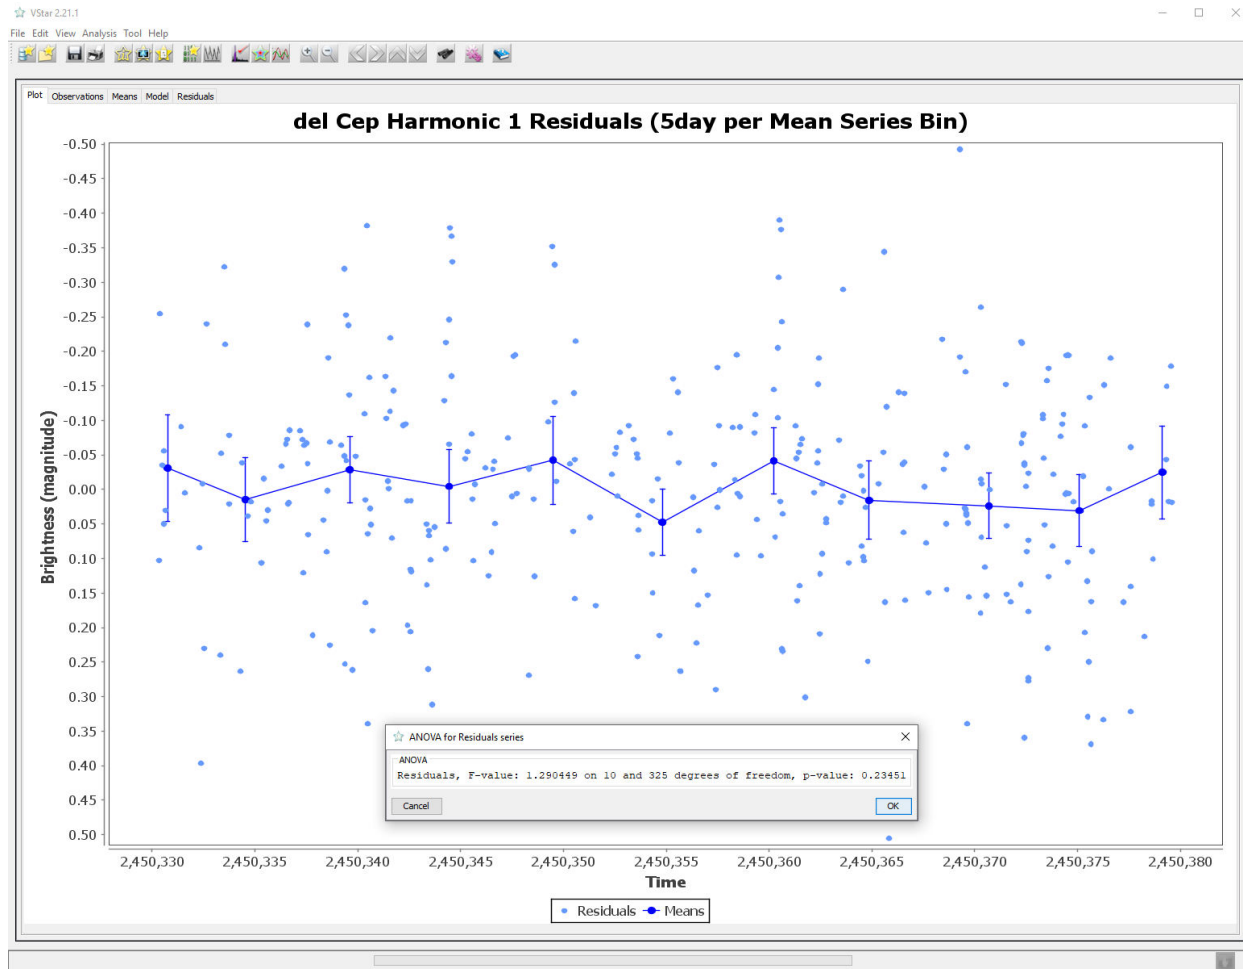 VStar 2.21.1
File Edit View Analysis Tool Help
Plot Observations Means Model Residuals
del Cep Harmonic 1 Residuals (5day per Mean Series Bin)
Brightness (magnitude)
-0.50
-0.45
-0.40
-0.35
-0.30
-0.25
-0.20
-0.15
-0.10
-0.05
0.00
0.05
0.10
0.15
0.20
0.25
0.30
0.35
0.40
0.45
0.50
ANOVA for Residuals series
ANOVA
Residuals, F-value: 1.290449 on 10 and 325 degrees of freedom, p-value: 0.23451
Cancel OK
2,450,330 2,450,335 2,450,340 2,450,345 2,450,350 2,450,355 2,450,360 2,450,365 2,450,370 2,450,375 2,450,380
Time
Residuals Means